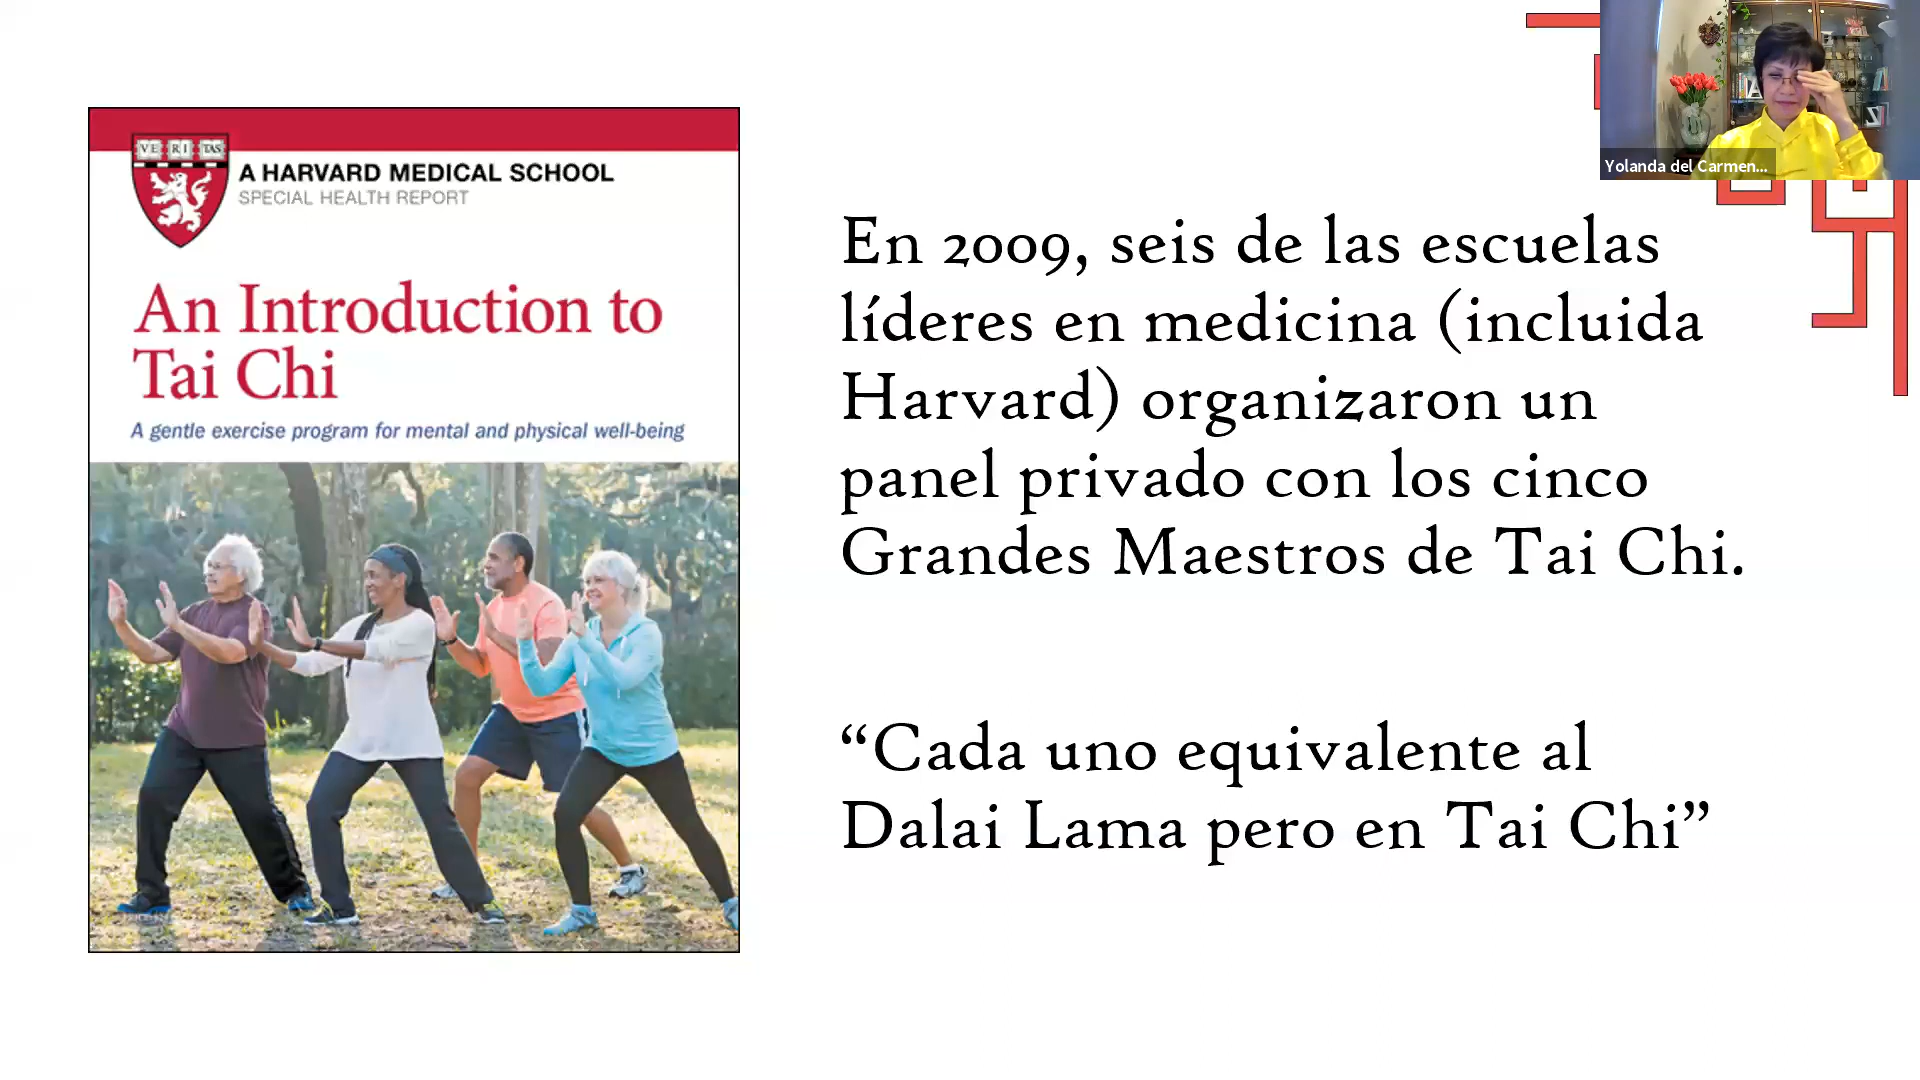 VE RI TAS
A HARVARD MEDICAL SCHOOL
SPECIAL HEALTH REPORT
An Introduction to
Tai Chi
A gentle exercise program for mental and physical well-being
Yolanda del Carmen...
En 2009, seis de las escuelas
líderes en medicina (incluida
Harvard) organizaron un
panel privado con los cinco
Grandes Maestros de Tai Chi.
“Cada uno equivalente al
Dalai Lama pero en Tai Chi”